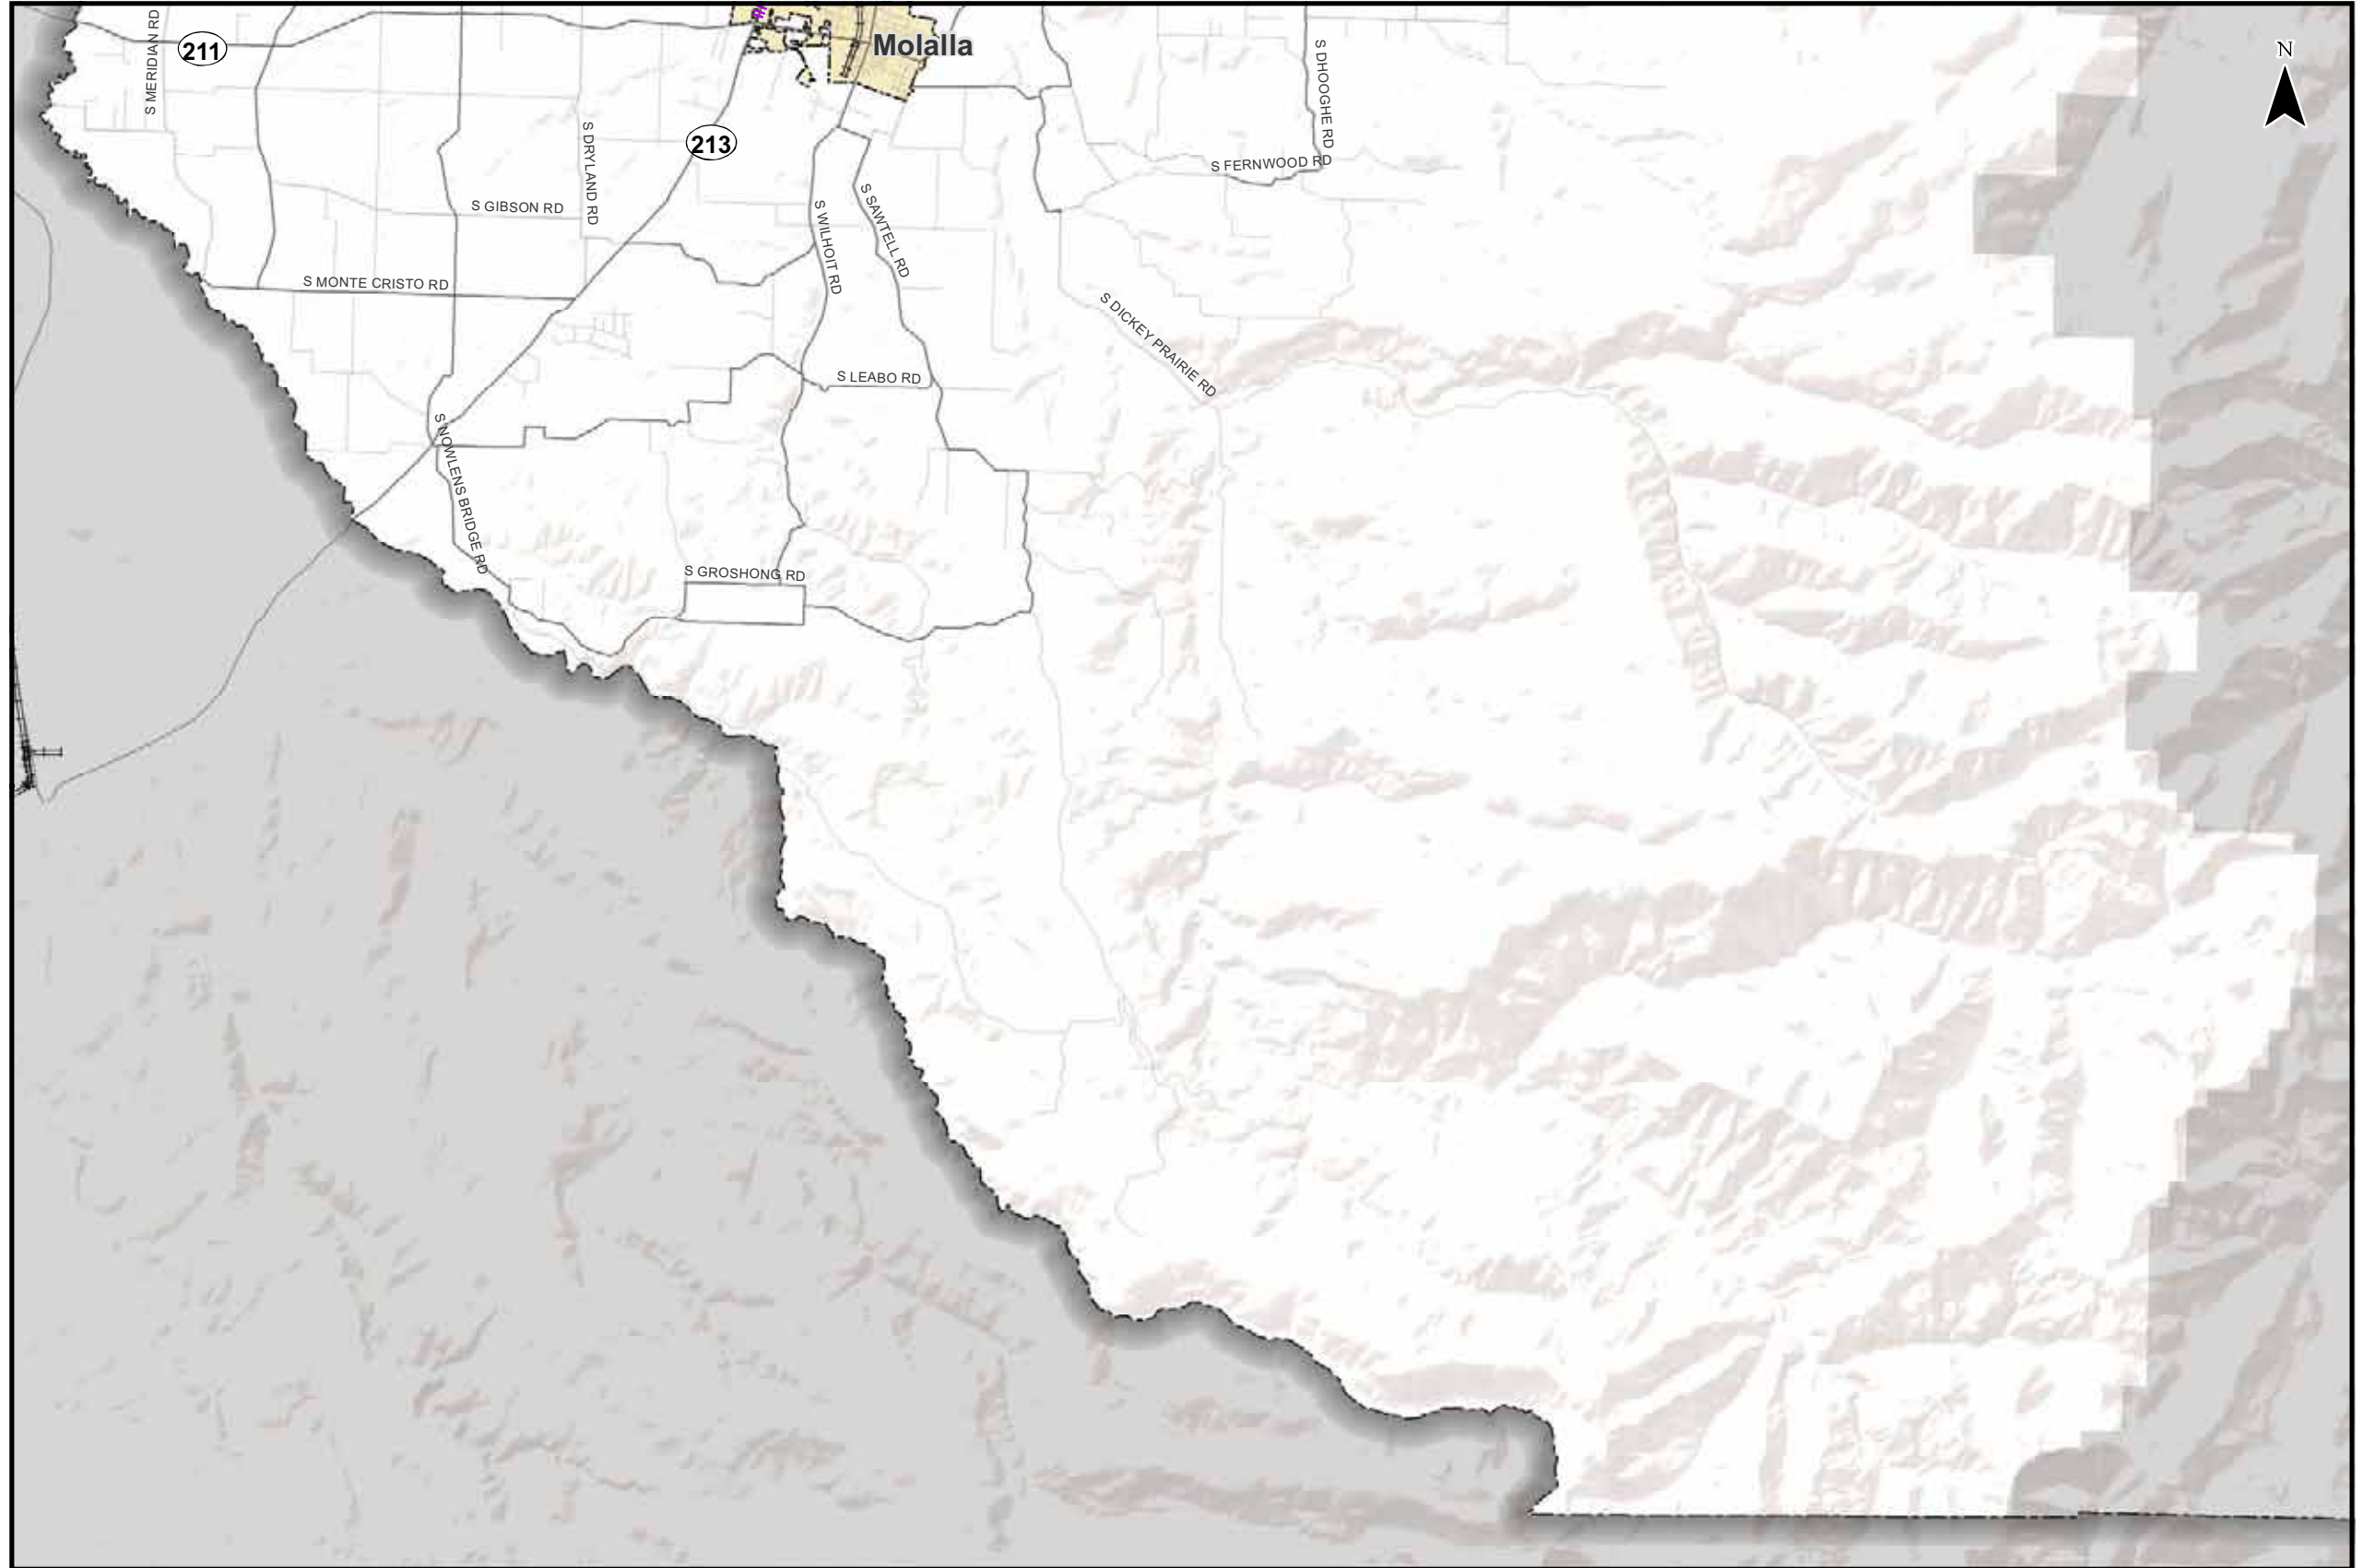 S MERIDIAN RD
211
Molalla
N
S DHOOGHE RD
213
S DRYLAND RD
S FERNWOOD RD
S GIBSON RD
S WILHOIT RD
S SAWTELL RD
S MONTE CRISTO RD
S DICKEY PRAIRIE RD
S LEABO RD
S NOWLENS BRIDGE RD
S GROSHONG RD